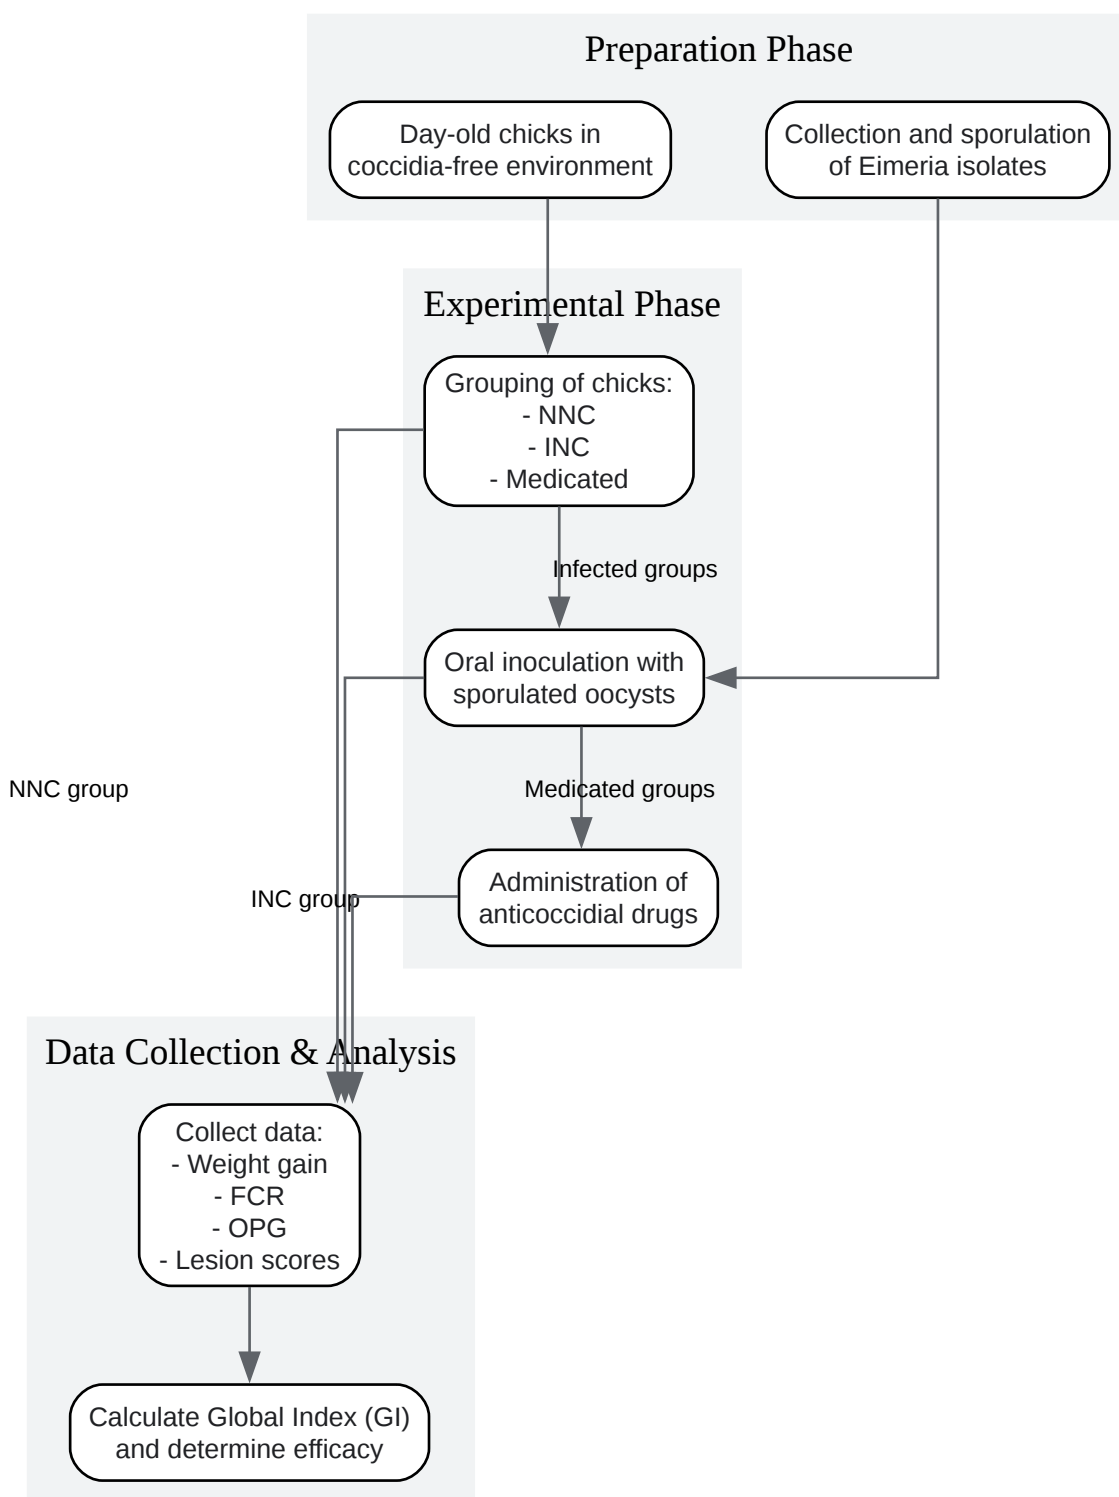 Preparation Phase
Day-old chicks in
coccidia-free environment
Collection and sporulation
of Eimeria isolates
Experimental Phase
Grouping of chicks:
- NNC
- INC
- Medicated
Infected groups
Oral inoculation with
sporulated oocysts
NNC group
Medicated groups
Administration of
anticoccidial drugs
INC group
Data Collection & Analysis
Collect data:
- Weight gain
- FCR
- OPG
- Lesion scores
Calculate Global Index (GI)
and determine efficacy